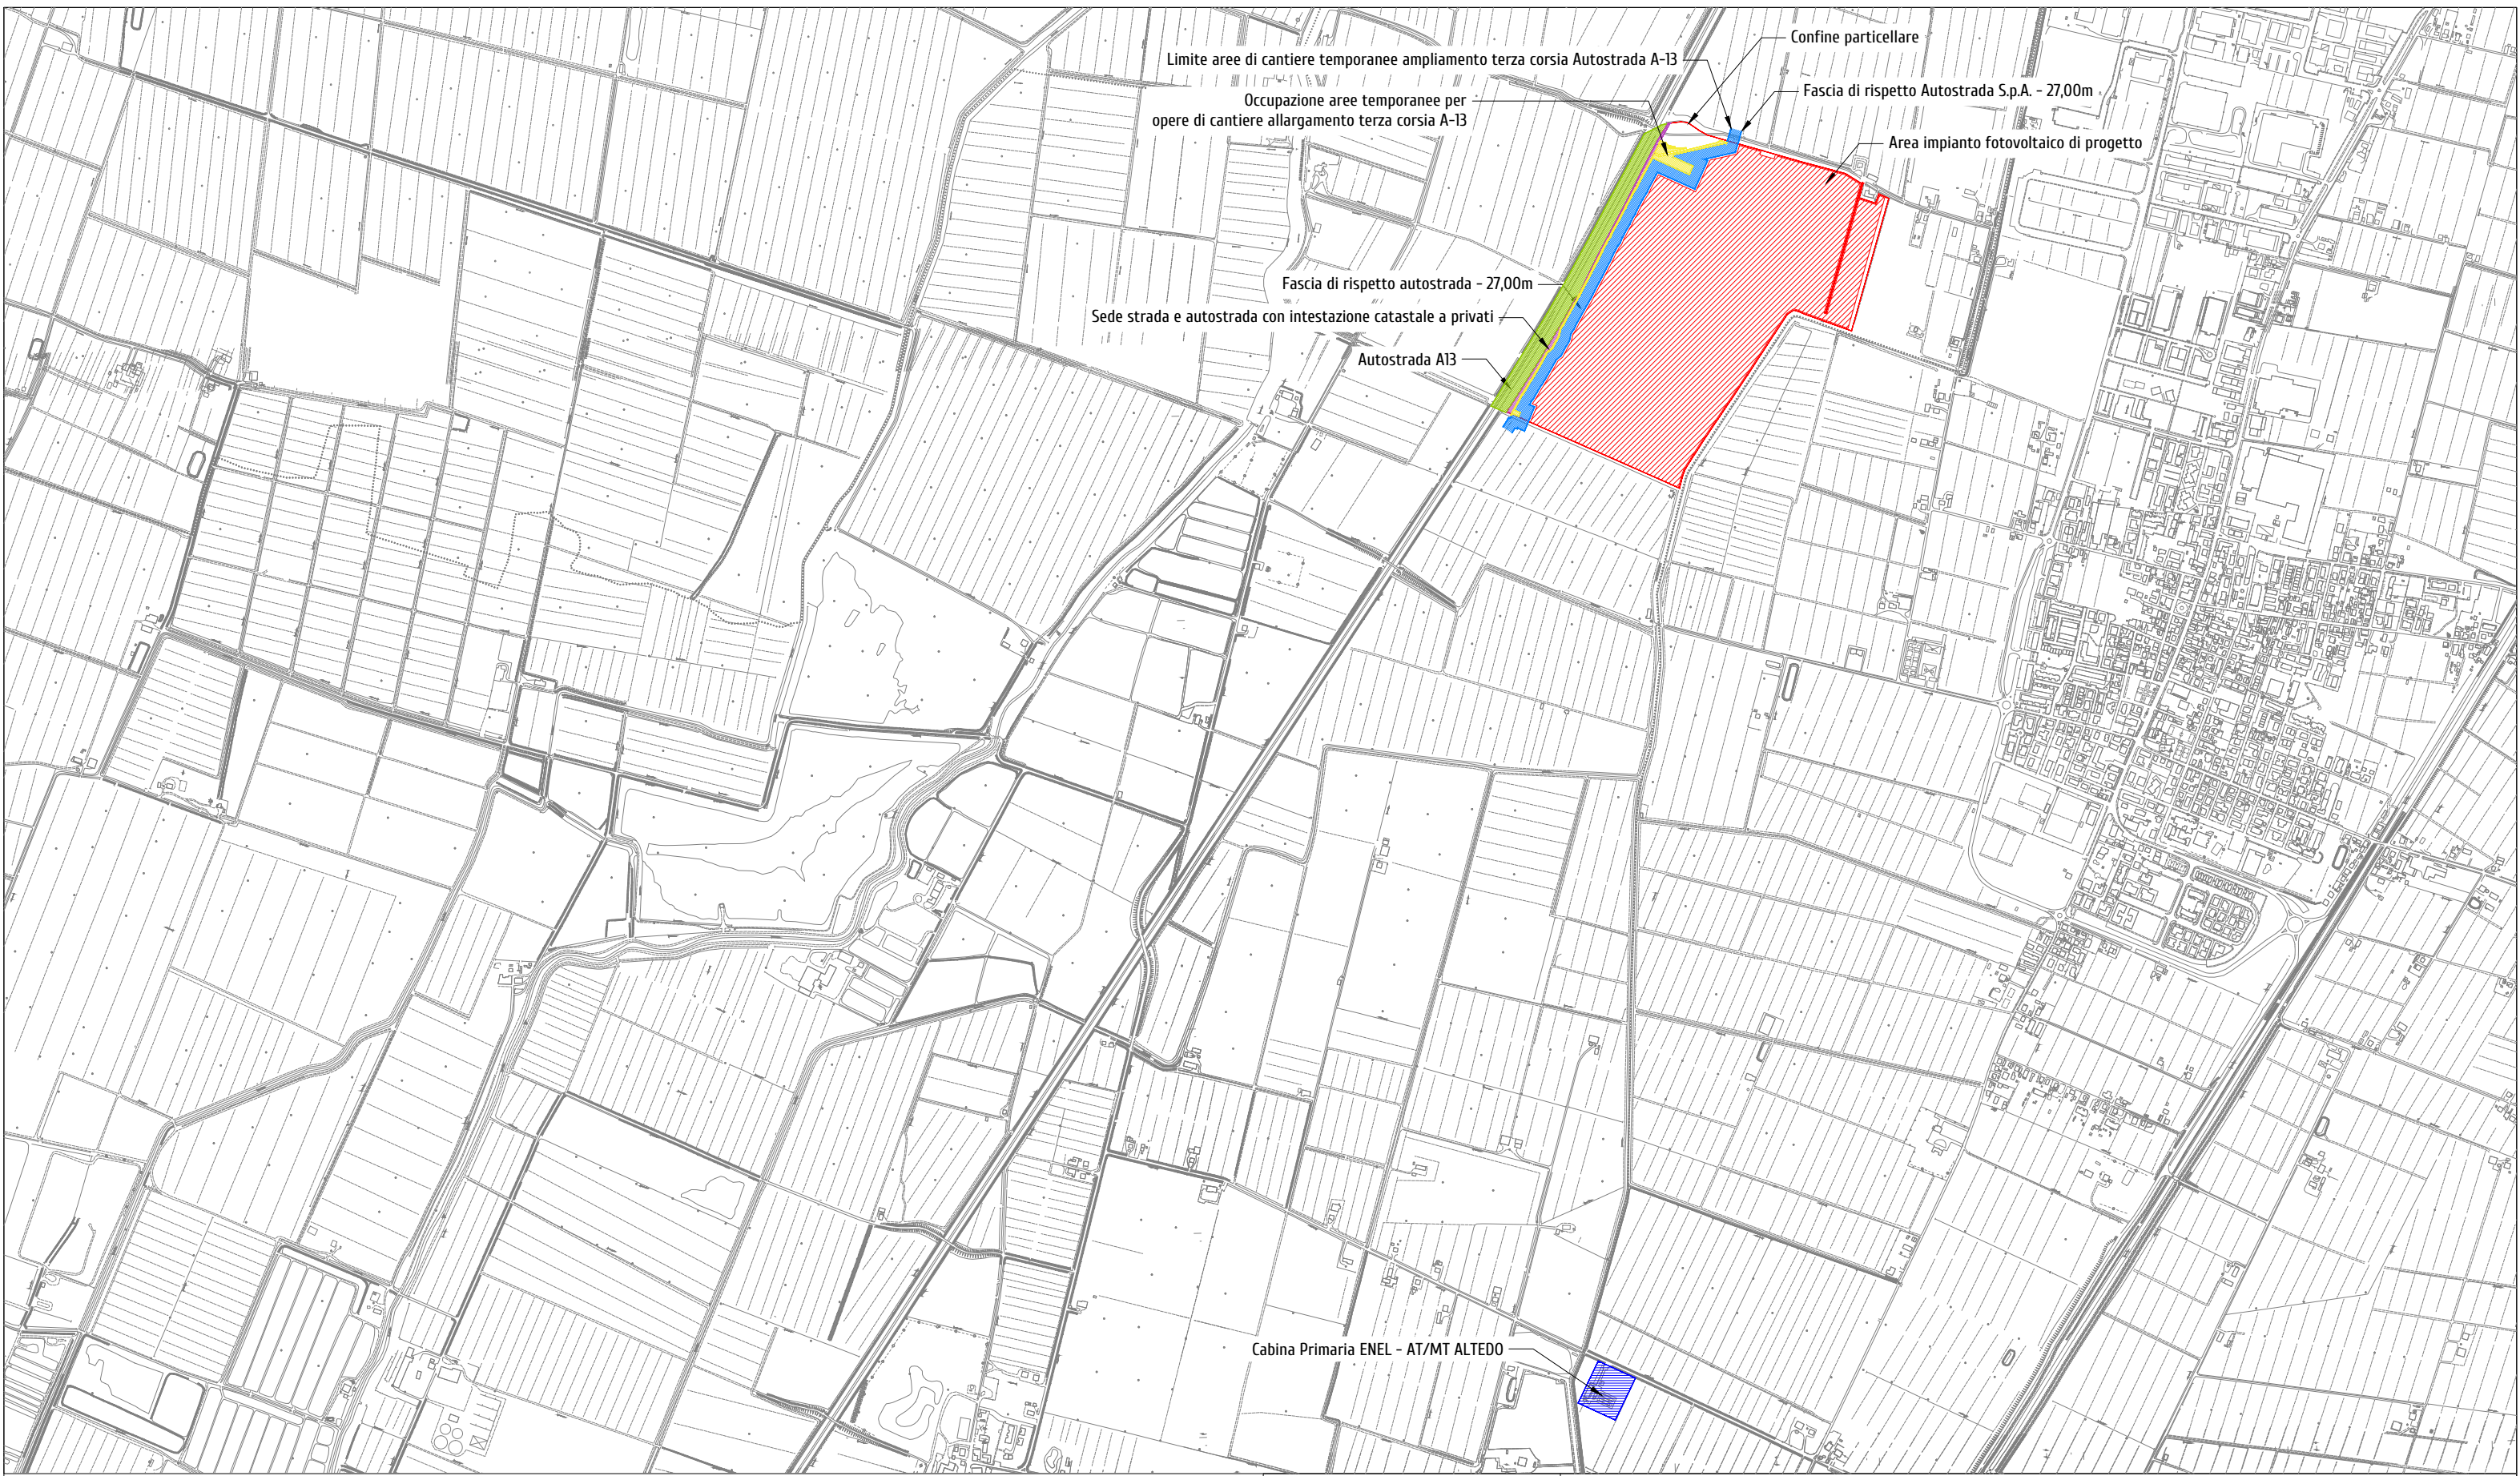 Confine particellare
Limite aree di cantiere temporanee ampliamento terza corsia Autostrada A-13
Fascia di rispetto Autostrada S.p.A. - 27,00m
Occupazione aree temporanee per
opere di cantiere allargamento terza corsia A-13
Area impianto fotovoltaico di progetto
Fascia di rispetto autostrada - 27,00m
Sede strada e autostrada con intestazione catastale a privati
Autostrada A13
Cabina Primaria ENEL - AT/MT ALTEDO